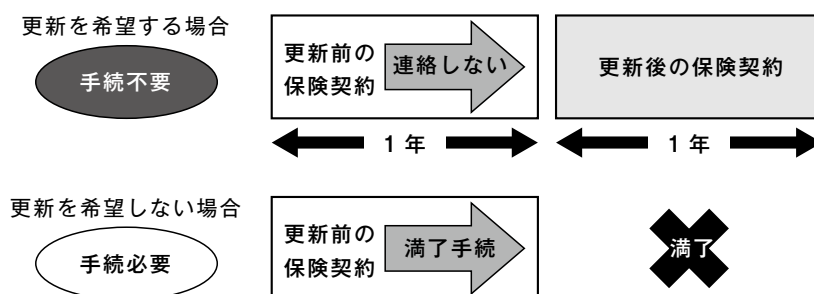 更新を希望する場合
手続不要
更新前の
保険契約
連絡しない
更新後の保険契約
1年
1年
更新を希望しない場合
手続必要
更新前の
保険契約
満了手続
満了